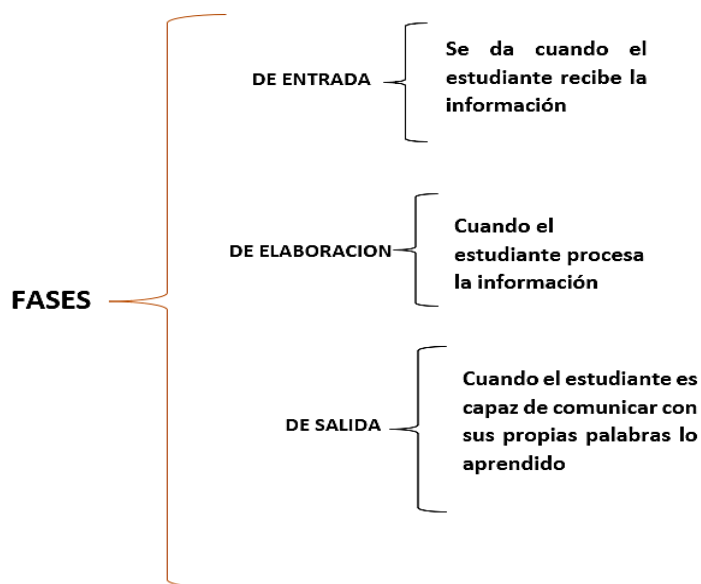 FASES
DE ENTRADA
Se da cuando el
estudiante recibe la
información
DE ELABORACION
Cuando el
estudiante procesa
la información
DE SALIDA
Cuando el estudiante es
capaz de comunicar con
sus propias palabras lo
aprendido